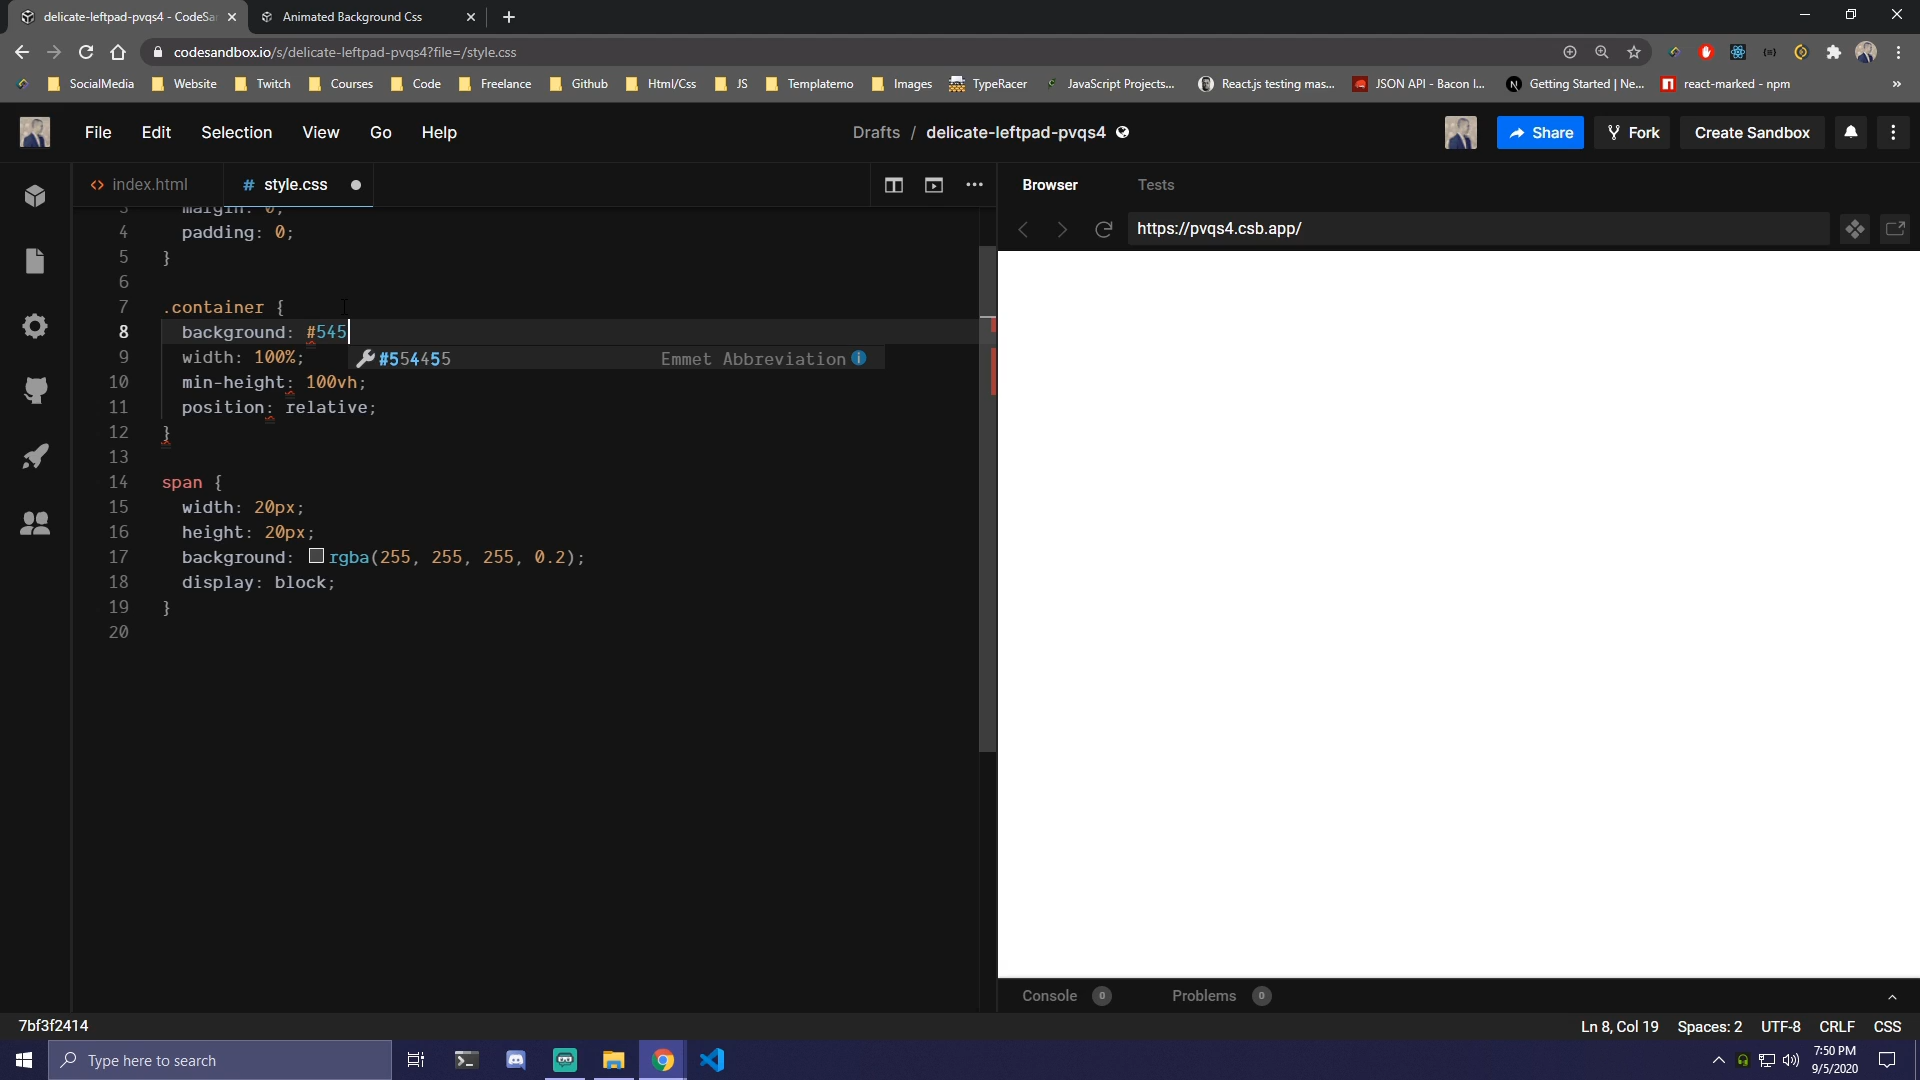 delicate-leftpad-pvqs4 - CodeSa
Animated Background Css
codesandbox.io/s/delicate-leftpad-pvqs4?file=/style.css
SocialMedia
Website
Twitch
Courses
Code
Freelance
Github
Html/Css
JS
Templatemo
Images
TypeRacer
JavaScript Projects...
React.js testing mas...
JSON API - Bacon I...
Getting Started | Ne...
react-marked - npm
»
File Edit Selection View Go Help
Drafts / delicate-leftpad-pvqs4
Share
Fork
Create Sandbox
<> index.html
# style.css
Browser
Tests
https://pvqs4.csb.app/
3 margin: 0;
4 padding: 0;
5 }
6
7 .container {
8 background: #545
#554455 Emmet Abbreviation
9 width: 100%;
10 min-height: 100vh;
11 position: relative;
12 }
13
14 span {
15 width: 20px;
16 height: 20px;
17 background: rgba(255, 255, 255, 0.2);
18 display: block;
19 }
20
Console 0
Problems 0
7bf3f2414
Ln 8, Col 19 Spaces: 2 UTF-8 CRLF CSS
Type here to search
7:50 PM
9/5/2020